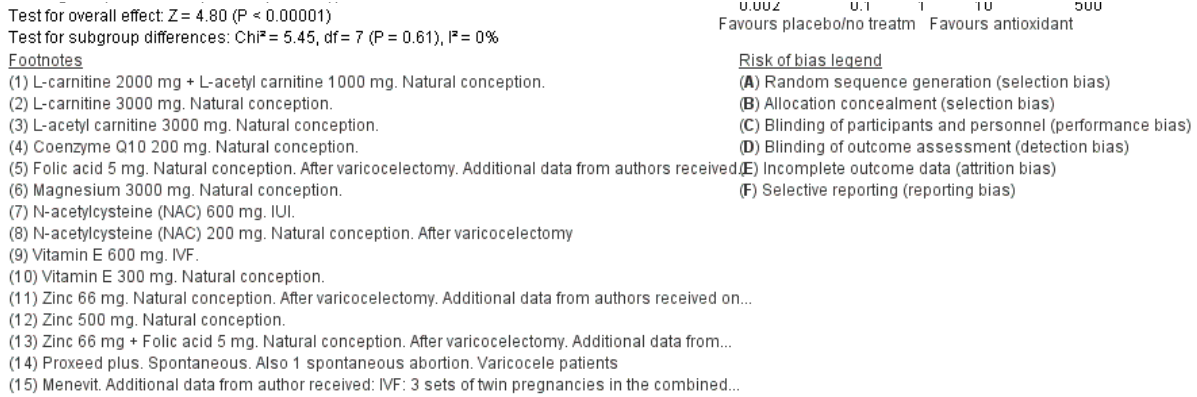 Test for overall effect: Z = 4.80 (P < 0.00001)
Test for subgroup differences: Chi² = 5.45, df = 7 (P = 0.61), I² = 0%
0.002 0.1 1 10 500
Favours placebo/no treatm Favours antioxidant
Footnotes
(1) L-carnitine 2000 mg + L-acetyl carnitine 1000 mg. Natural conception.
(2) L-carnitine 3000 mg. Natural conception.
(3) L-acetyl carnitine 3000 mg. Natural conception.
(4) Coenzyme Q10 200 mg. Natural conception.
(5) Folic acid 5 mg. Natural conception. After varicocelectomy. Additional data from authors received.
(6) Magnesium 3000 mg. Natural conception.
(7) N-acetylcysteine (NAC) 600 mg. IUI.
(8) N-acetylcysteine (NAC) 200 mg. Natural conception. After varicocelectomy
(9) Vitamin E 600 mg. IVF.
(10) Vitamin E 300 mg. Natural conception.
(11) Zinc 66 mg. Natural conception. After varicocelectomy. Additional data from authors received on...
(12) Zinc 500 mg. Natural conception.
(13) Zinc 66 mg + Folic acid 5 mg. Natural conception. After varicocelectomy. Additional data from...
(14) Proxeed plus. Spontaneous. Also 1 spontaneous abortion. Varicocele patients
(15) Menevit. Additional data from author received: IVF: 3 sets of twin pregnancies in the combined...
Risk of bias legend
(A) Random sequence generation (selection bias)
(B) Allocation concealment (selection bias)
(C) Blinding of participants and personnel (performance bias)
(D) Blinding of outcome assessment (detection bias)
(E) Incomplete outcome data (attrition bias)
(F) Selective reporting (reporting bias)